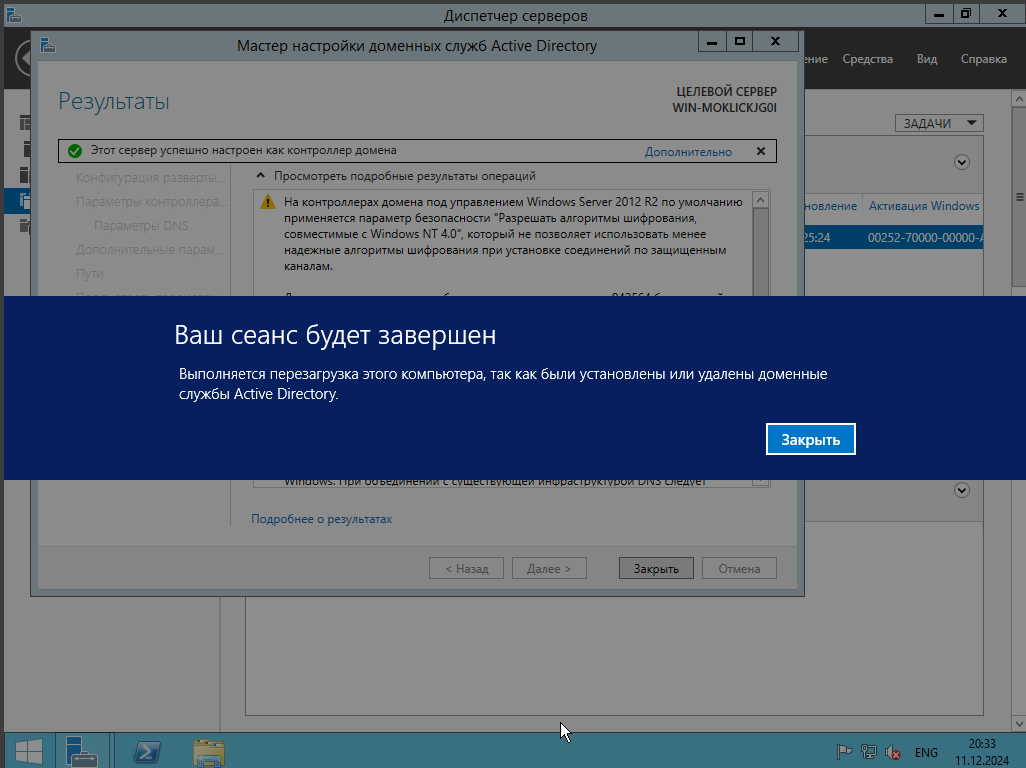 Диспетчер серверов
Мастер настройки доменных служб Active Directory
Средства Вид Справка
Результаты
ЦЕЛЕВОЙ СЕРВЕР
WIN-MOKLICKJG0I
ЗАДАЧИ
Этот сервер успешно настроен как контроллер домена
Дополнительно
Конфигурация разверты...
Параметры контроллера...
Параметры DNS
Дополнительные парам...
Пути
Просмотреть подробные результаты операций
На контроллерах домена под управлением Windows Server 2012 R2 по умолчанию
применяется параметр безопасности "Разрешать алгоритмы шифрования,
совместимые с Windows NT 4.0", который не позволяет использовать менее
надежные алгоритмы шифрования при установке соединений по защищенным
каналам.
новление Активация Windows
25:24 00252-70000-00000-A
Ваш сеанс будет завершен
Выполняется перезагрузка этого компьютера, так как были установлены или удалены доменные
службы Active Directory.
Закрыть
Windows. При объединении с существующей инфраструктурой DNS следует
Подробнее о результатах
< Назад Далее > Закрыть Отмена
ENG
20:33
11.12.2024